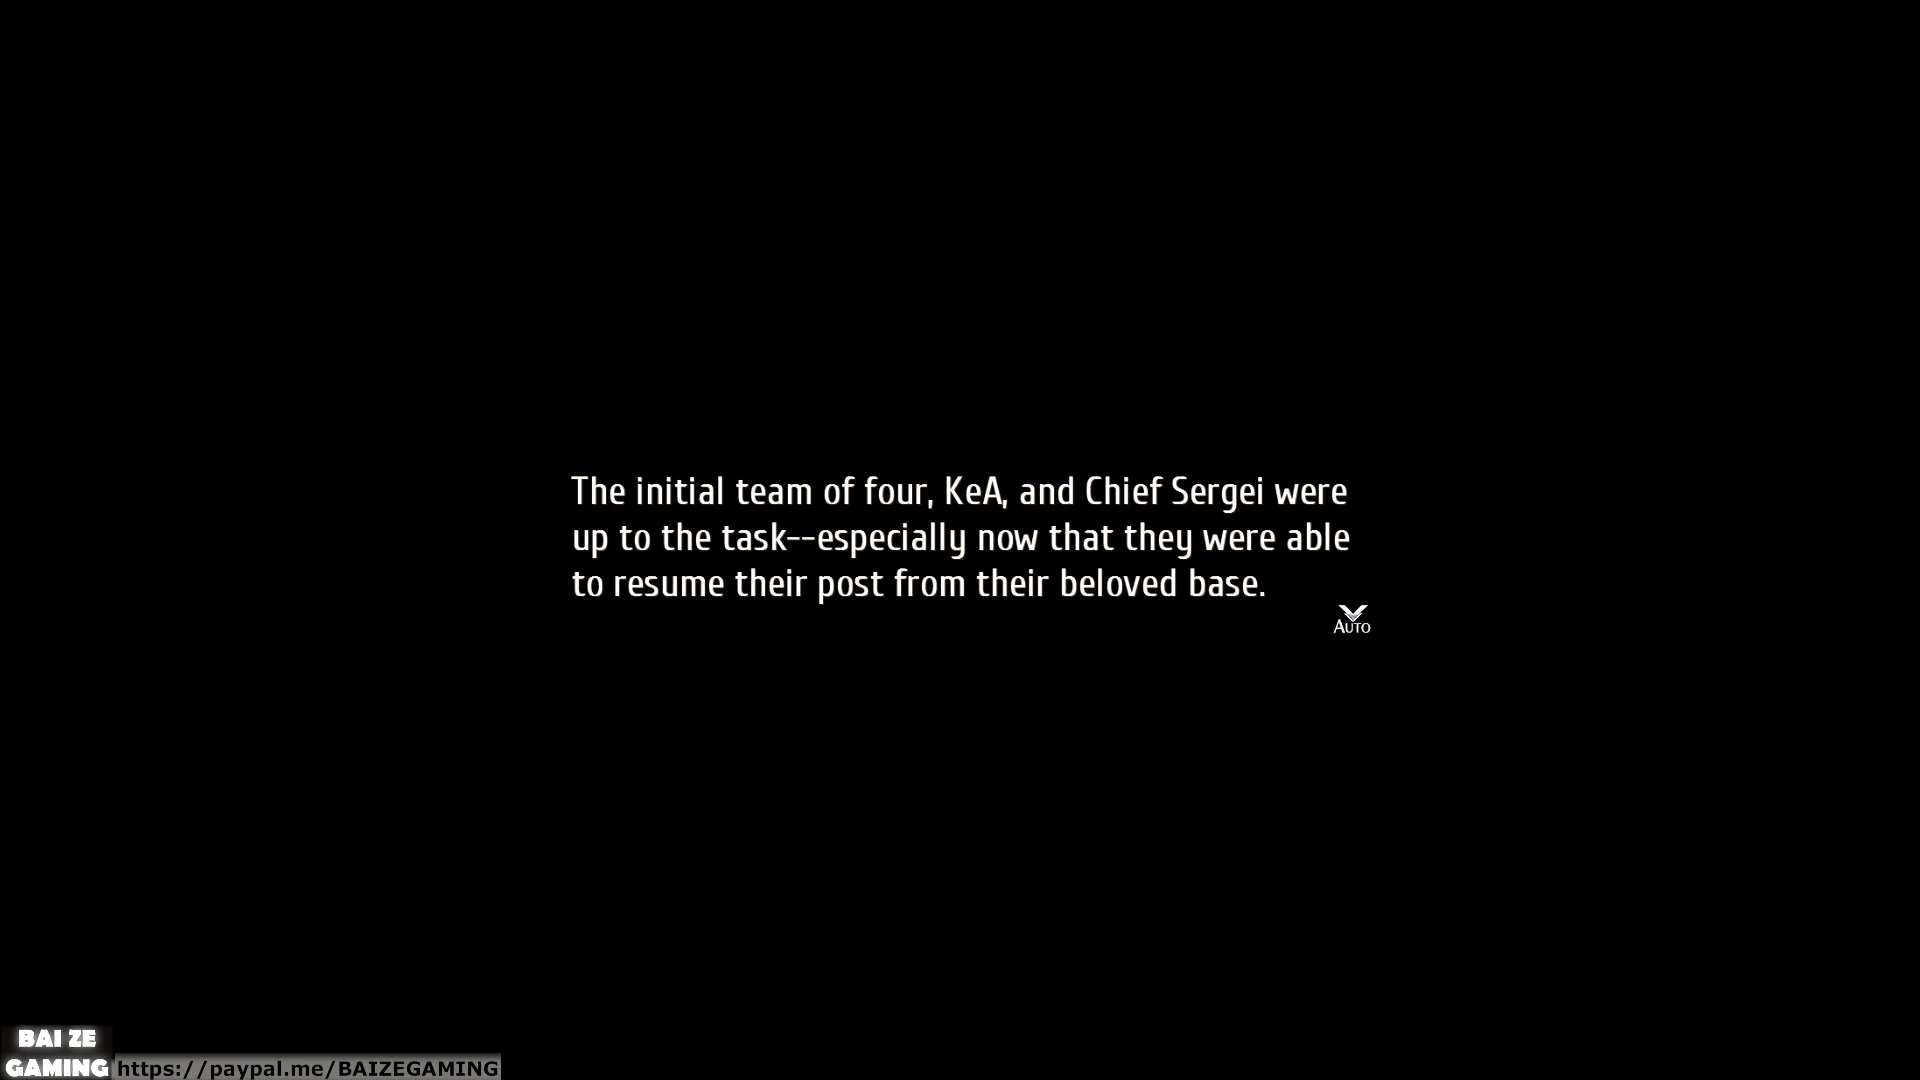 The initial team of four, KeA, and Chief Sergei were
up to the task--especially now that they were able
to resume their post from their beloved base.
AUTO
BAI ZE
GAMING
https://paypal.me/BAIZEGAMING